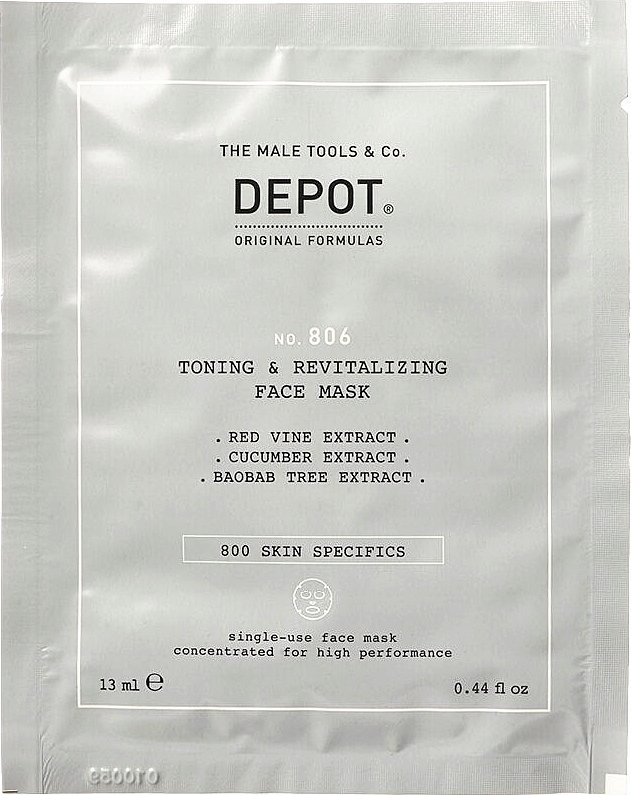 THE MALE TOOLS & Co.
DEPOT®
ORIGINAL FORMULAS
NO. 806
TONING & REVITALIZING
FACE MASK
. RED VINE EXTRACT .
. CUCUMBER EXTRACT .
. BAOBAB TREE EXTRACT .
800 SKIN SPECIFICS
single-use face mask
concentrated for high performance
13 ml ℮
0.44 fl oz